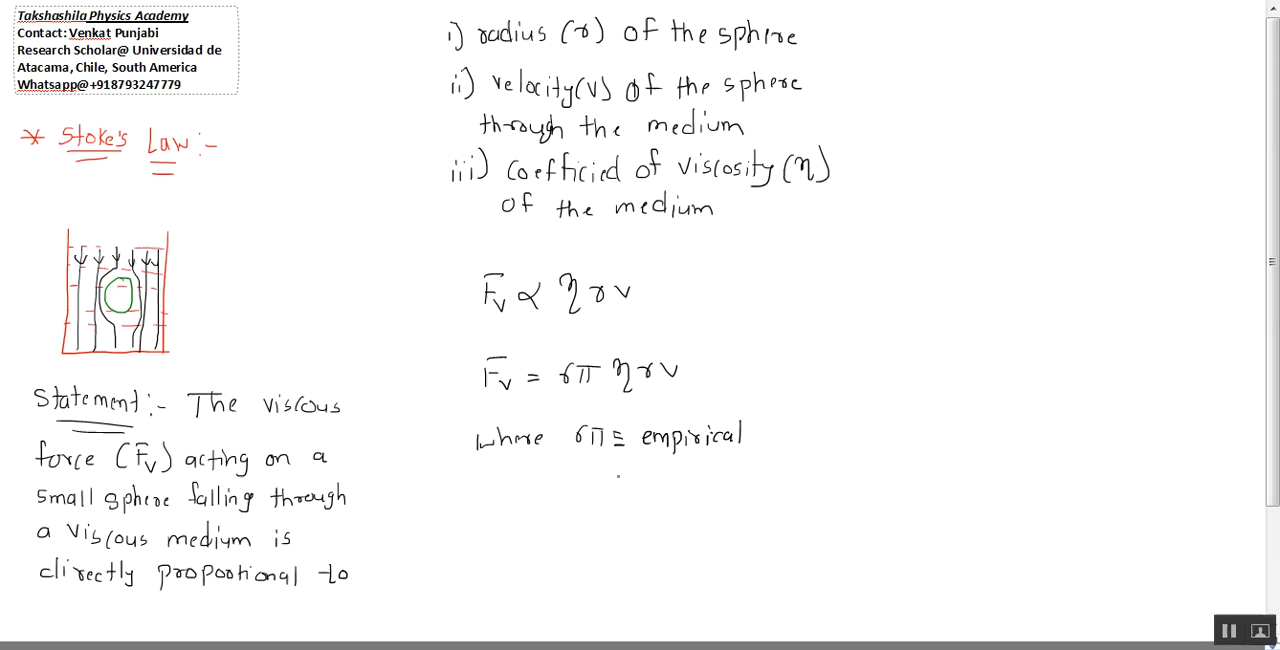 Takshashila Physics Academy
Contact: Venkat Punjabi
Research Scholar@ Universidad de
Atacama, Chile, South America
Whatsapp@+918793247779
* Stoke's Law :-
Statement:- The viscous
force (Fv) acting on a
small sphere falling through
a viscous medium is
directly proportional to
i) radius (r) of the sphere
ii) velocity(v) of the sphere
through the medium
iii) coefficied of viscosity (η)
of the medium
Fv ∝ η r v
Fv = 6π η r v
where 6π ≡ empirical